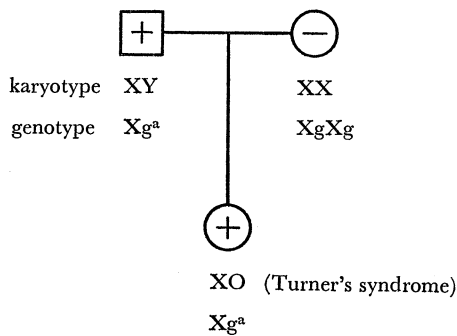 + −
karyotype XY XX
genotype Xgᵃ XgXg
+
XO (Turner's syndrome)
Xgᵃ